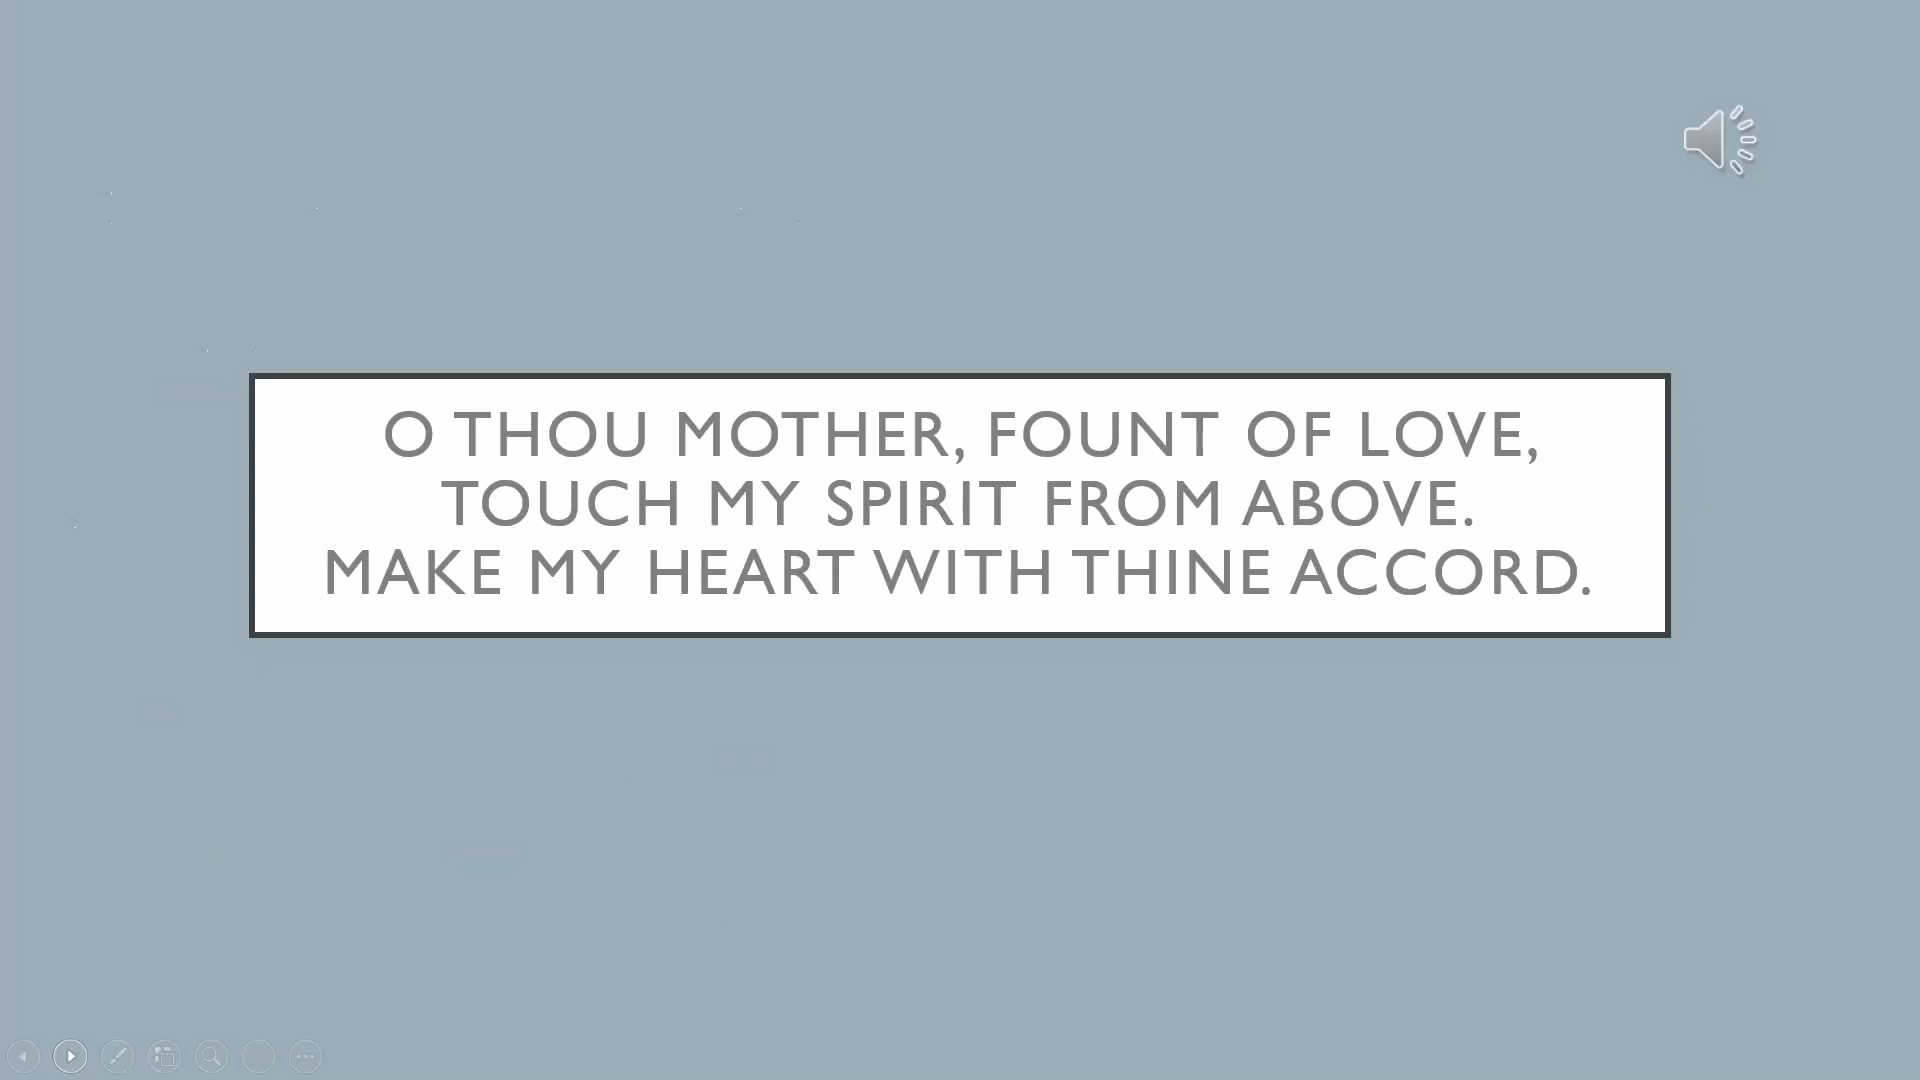 O THOU MOTHER, FOUNT OF LOVE,
TOUCH MY SPIRIT FROM ABOVE.
MAKE MY HEART WITH THINE ACCORD.